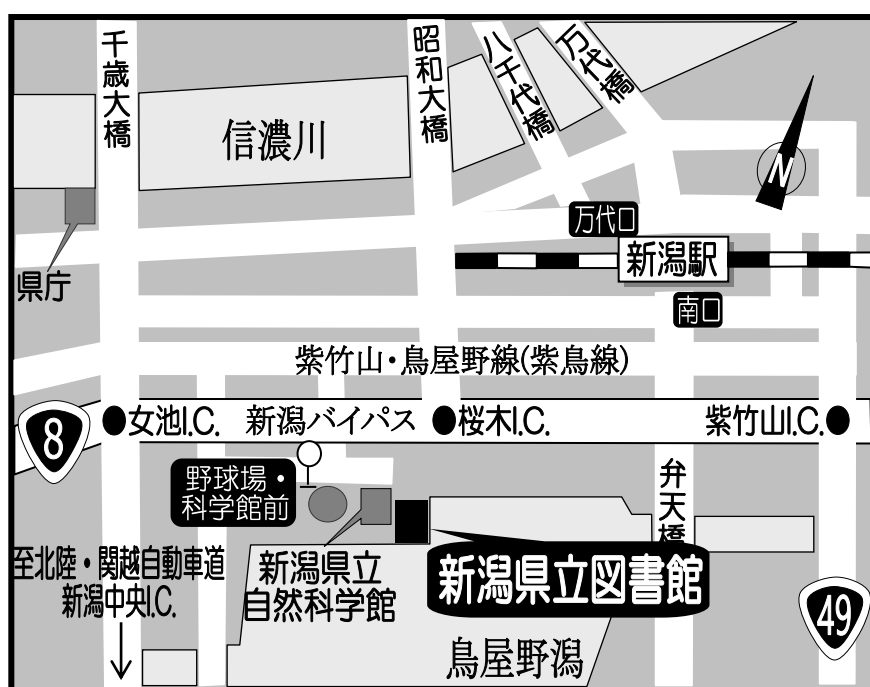 千歳大橋
昭和大橋
八千代橋
万代橋
信濃川
N
万代口
新潟駅
県庁
南口
紫竹山・鳥屋野線(紫鳥線)
8
女池I.C.
新潟バイパス
桜木I.C.
紫竹山I.C.
野球場・
科学館前
弁天橋
至北陸・関越自動車道
新潟中央I.C.
新潟県立
自然科学館
新潟県立図書館
49
鳥屋野潟